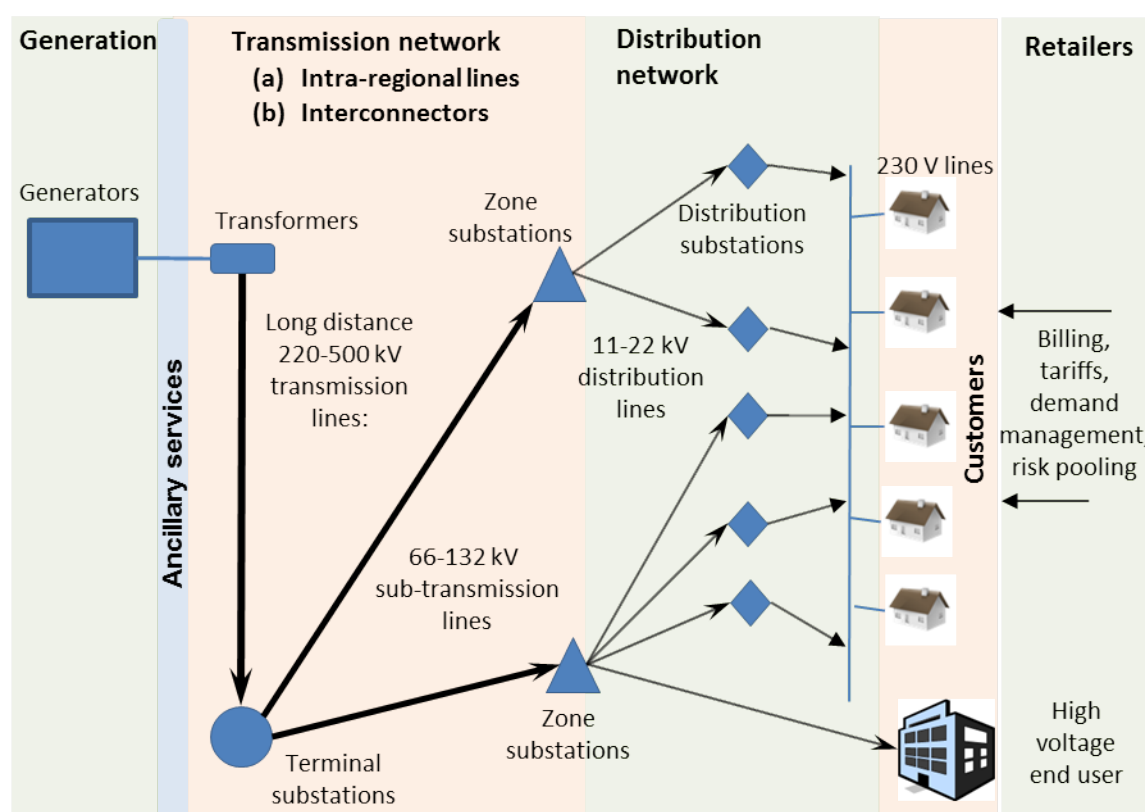 Generation
Transmission network
(a) Intra-regional lines
(b) Interconnectors
Distribution
network
Retailers
Generators
Transformers
Zone
substations
Distribution
substations
230 V lines
Long distance
220-500 kV
transmission
lines:
11-22 kV
distribution
lines
Ancillary services
Customers
Billing,
tariffs,
demand
management,
risk pooling
66-132 kV
sub-transmission
lines
Zone
substations
Terminal
substations
High
voltage
end user